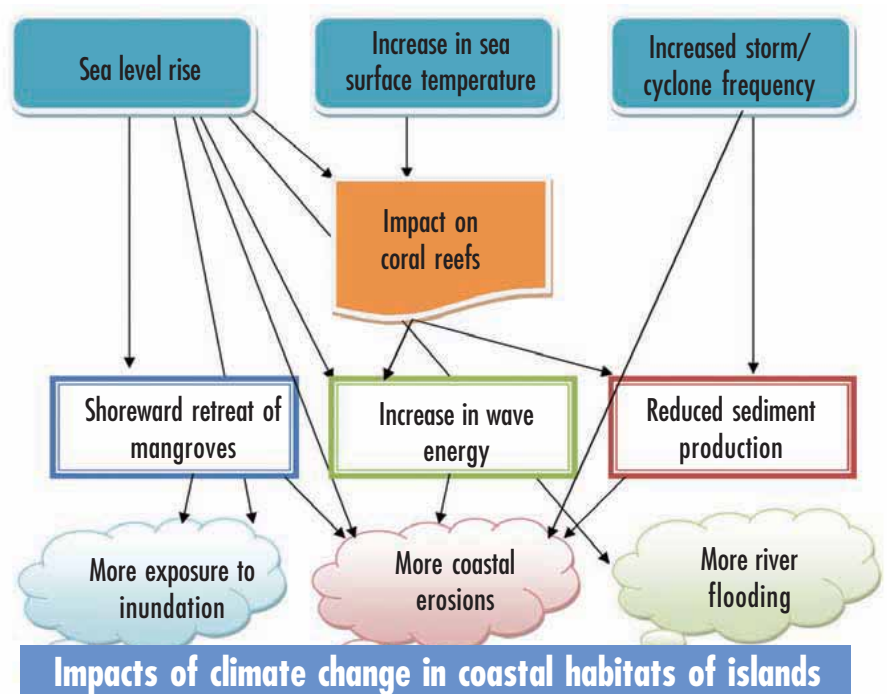 Sea level rise
Increase in sea
surface temperature
Increased storm/
cyclone frequency
Impact on
coral reefs
Shoreward retreat of
mangroves
Increase in wave
energy
Reduced sediment
production
More exposure to
inundation
More coastal
erosions
More river
flooding
Impacts of climate change in coastal habitats of islands